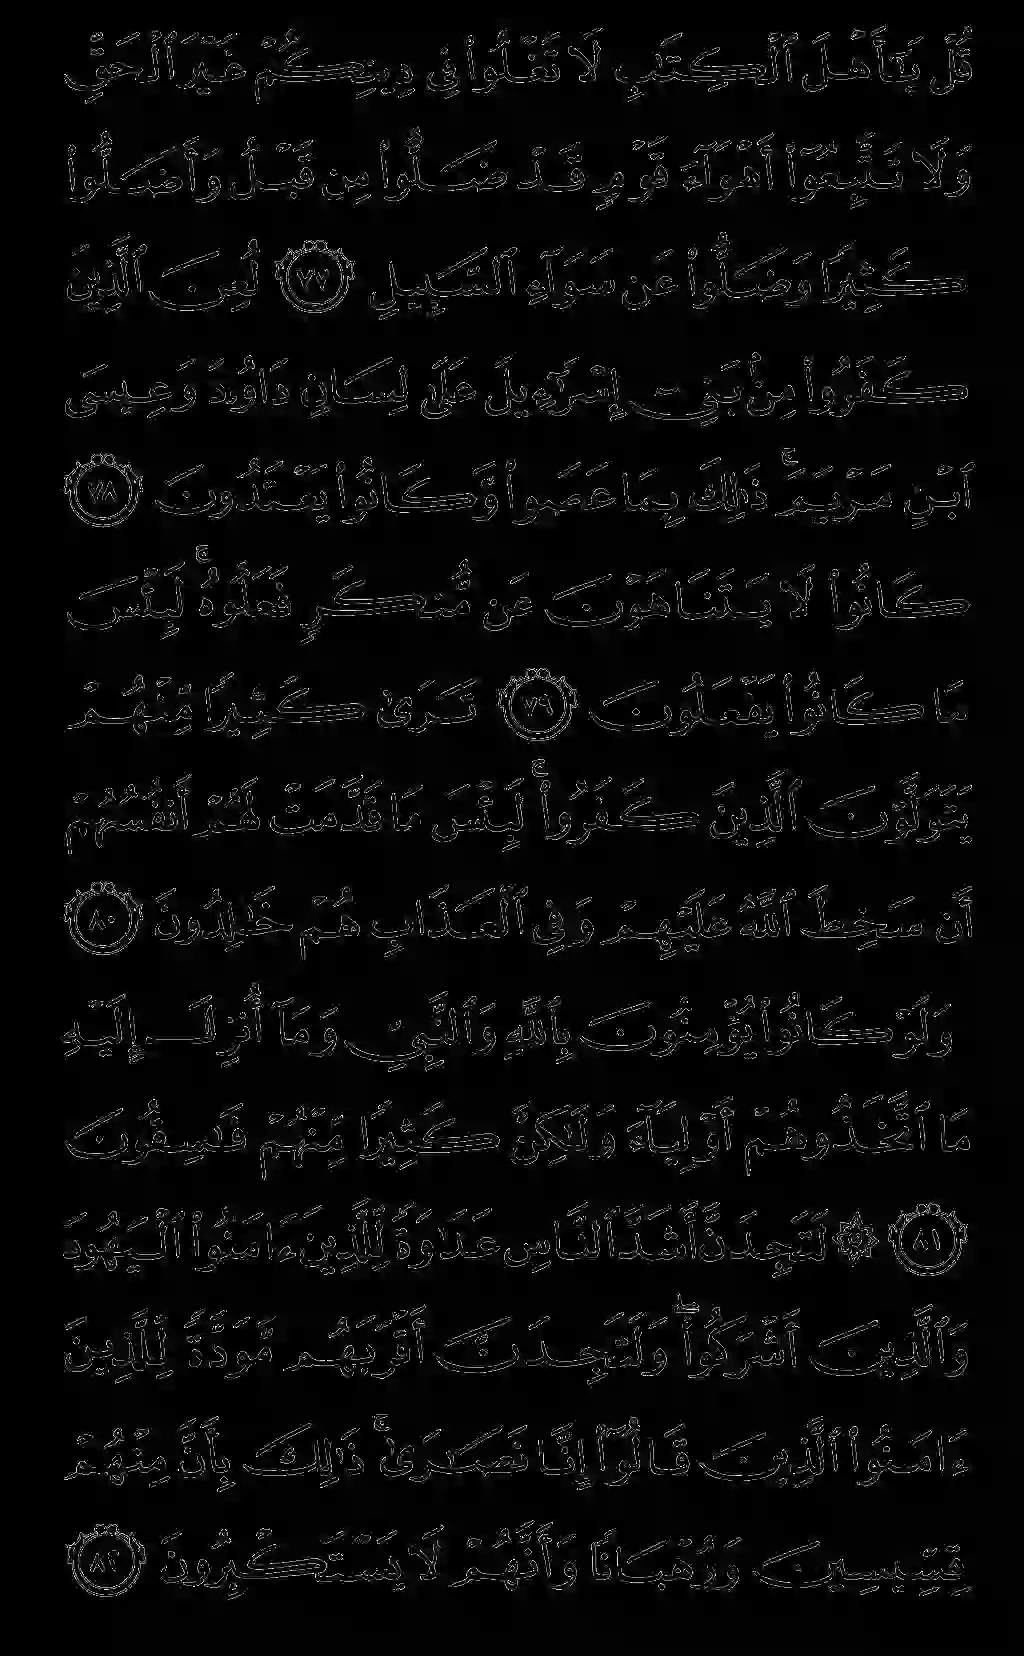 قُلۡ يَـٰٓأَهۡلَ ٱلۡكِتَـٰبِ لَا تَغۡلُواْ فِي دِينِكُمۡ غَيۡرَ ٱلۡحَقِّ
وَلَا تَتَّبِعُوٓاْ أَهۡوَآءَ قَوۡمٖ قَدۡ ضَلُّواْ مِن قَبۡلُ وَأَضَلُّواْ
كَثِيرٗا وَضَلُّواْ عَن سَوَآءِ ٱلسَّبِيلِ ٧٧ لُعِنَ ٱلَّذِينَ
كَفَرُواْ مِنۢ بَنِيٓ إِسۡرَـٰٓءِيلَ عَلَىٰ لِسَانِ دَاوُۥدَ وَعِيسَى
ٱبۡنِ مَرۡيَمَۚ ذَٰلِكَ بِمَا عَصَواْ وَّكَانُواْ يَعۡتَدُونَ ٧٨
كَانُواْ لَا يَتَنَاهَوۡنَ عَن مُّنكَرٖ فَعَلُوهُۚ لَبِئۡسَ
مَا كَانُواْ يَفۡعَلُونَ ٧٩ تَرَىٰ كَثِيرٗا مِّنۡهُمۡ
يَتَوَلَّوۡنَ ٱلَّذِينَ كَفَرُواْۚ لَبِئۡسَ مَا قَدَّمَتۡ لَهُمۡ أَنفُسُهُمۡ
أَن سَخِطَ ٱللَّهُ عَلَيۡهِمۡ وَفِي ٱلۡعَذَابِ هُمۡ خَٰلِدُونَ ٨٠
وَلَوۡ كَانُواْ يُؤۡمِنُونَ بِٱللَّهِ وَٱلنَّبِيِّ وَمَآ أُنزِلَ إِلَيۡهِ
مَا ٱتَّخَذُوهُمۡ أَوۡلِيَآءَ وَلَٰكِنَّ كَثِيرٗا مِّنۡهُمۡ فَٰسِقُونَ
٨١ ۞ لَتَجِدَنَّ أَشَدَّ ٱلنَّاسِ عَدَٰوَةٗ لِّلَّذِينَ ءَامَنُواْ ٱلۡيَهُودَ
وَٱلَّذِينَ أَشۡرَكُواْۖ وَلَتَجِدَنَّ أَقۡرَبَهُم مَّوَدَّةٗ لِّلَّذِينَ
ءَامَنُواْ ٱلَّذِينَ قَالُوٓاْ إِنَّا نَصَٰرَىٰۚ ذَٰلِكَ بِأَنَّ مِنۡهُمۡ
قِسِّيسِينَ وَرُهۡبَانٗا وَأَنَّهُمۡ لَا يَسۡتَكۡبِرُونَ ٨٢